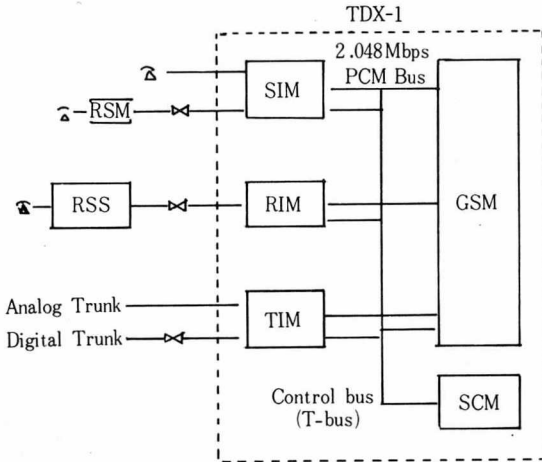 TDX-1
2.048Mbps
PCM Bus
SIM
RSM
RSS
RIM
GSM
Analog Trunk
TIM
Digital Trunk
Control bus
(T-bus)
SCM